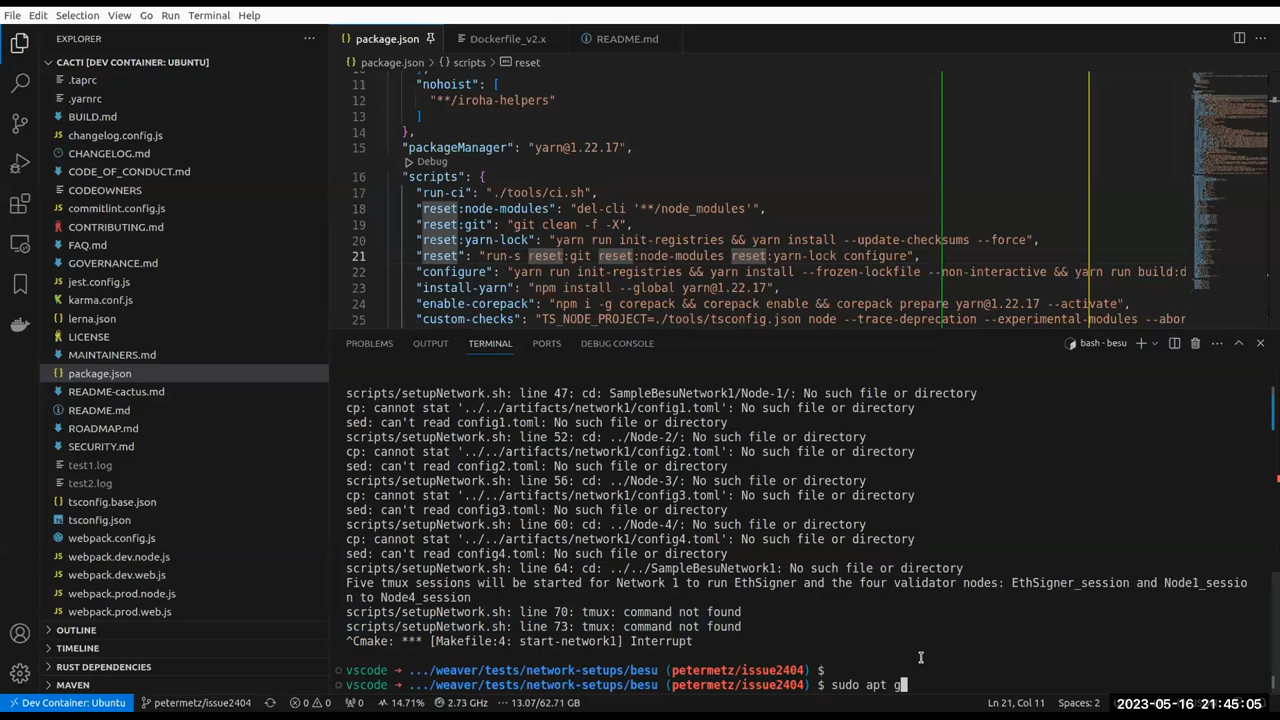 File Edit Selection View Go Run Terminal Help
EXPLORER
CACTI [DEV CONTAINER: UBUNTU]
.taprc
.yarnrc
BUILD.md
changelog.config.js
CHANGELOG.md
CODE_OF_CONDUCT.md
CODEOWNERS
commitlint.config.js
CONTRIBUTING.md
FAQ.md
GOVERNANCE.md
jest.config.js
karma.conf.js
lerna.json
LICENSE
MAINTAINERS.md
package.json
README-cactus.md
README.md
ROADMAP.md
SECURITY.md
test1.log
test2.log
tsconfig.base.json
tsconfig.json
webpack.config.js
webpack.dev.node.js
webpack.dev.web.js
webpack.prod.node.js
webpack.prod.web.js
OUTLINE
TIMELINE
RUST DEPENDENCIES
MAVEN
package.json Dockerfile_v2.x README.md
package.json > scripts > reset
11 "nohoist": [
12 "**/iroha-helpers"
13 ]
14 },
15 "packageManager": "yarn@1.22.17",
Debug
16 "scripts": {
17 "run-ci": "./tools/ci.sh",
18 "reset:node-modules": "del-cli '**/node_modules'",
19 "reset:git": "git clean -f -X",
20 "reset:yarn-lock": "yarn run init-registries && yarn install --update-checksums --force",
21 "reset": "run-s reset:git reset:node-modules reset:yarn-lock configure",
22 "configure": "yarn run init-registries && yarn install --frozen-lockfile --non-interactive && yarn run build:d
23 "install-yarn": "npm install --global yarn@1.22.17",
24 "enable-corepack": "npm i -g corepack && corepack enable && corepack prepare yarn@1.22.17 --activate",
25 "custom-checks": "TS_NODE_PROJECT=./tools/tsconfig.json node --trace-deprecation --experimental-modules --abor
PROBLEMS OUTPUT TERMINAL PORTS DEBUG CONSOLE
bash - besu
scripts/setupNetwork.sh: line 47: cd: SampleBesuNetwork1/Node-1/: No such file or directory
cp: cannot stat '../../artifacts/network1/config1.toml': No such file or directory
sed: can't read config1.toml: No such file or directory
scripts/setupNetwork.sh: line 52: cd: ../Node-2/: No such file or directory
cp: cannot stat '../../artifacts/network1/config2.toml': No such file or directory
sed: can't read config2.toml: No such file or directory
scripts/setupNetwork.sh: line 56: cd: ../Node-3/: No such file or directory
cp: cannot stat '../../artifacts/network1/config3.toml': No such file or directory
sed: can't read config3.toml: No such file or directory
scripts/setupNetwork.sh: line 60: cd: ../Node-4/: No such file or directory
cp: cannot stat '../../artifacts/network1/config4.toml': No such file or directory
sed: can't read config4.toml: No such file or directory
scripts/setupNetwork.sh: line 64: cd: ../../SampleBesuNetwork1: No such file or directory
Five tmux sessions will be started for Network 1 to run EthSigner and the four validator nodes: EthSigner_session and Node1_sessio
n to Node4_session
scripts/setupNetwork.sh: line 70: tmux: command not found
scripts/setupNetwork.sh: line 73: tmux: command not found
^Cmake: *** [Makefile:4: start-network1] Interrupt
vscode → .../weaver/tests/network-setups/besu (petermetz/issue2404) $
vscode → .../weaver/tests/network-setups/besu (petermetz/issue2404) $ sudo apt g
Dev Container: Ubuntu petermetz/issue2404 0 0 0 14.71% 2.73 GHz 13.07/62.71 GB Ln 21, Col 11 Spaces: 2
2023-05-16 21:45:05